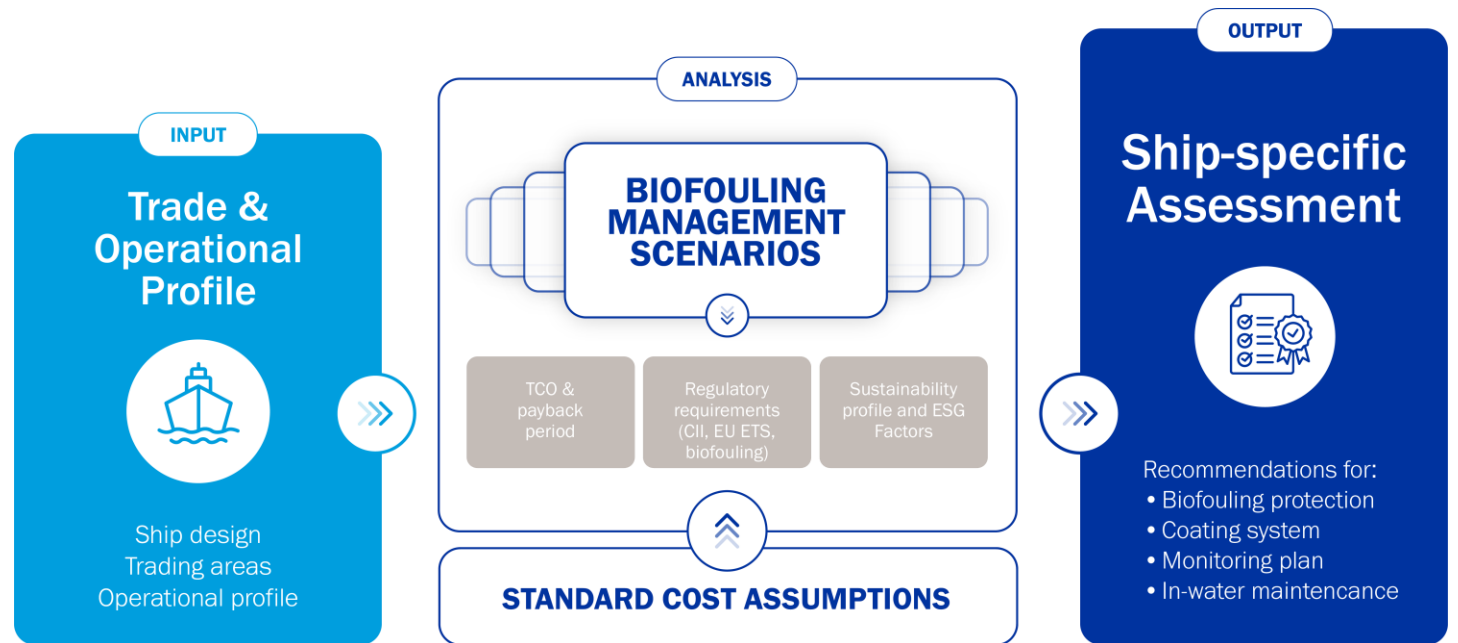 INPUT
Trade &
Operational
Profile
Ship design
Trading areas
Operational profile
ANALYSIS
BIOFOULING
MANAGEMENT
SCENARIOS
TCO &
payback
period
Regulatory
requirements
(CII, EU ETS,
biofouling)
Sustainability
profile and ESG
Factors
STANDARD COST ASSUMPTIONS
OUTPUT
Ship-specific
Assessment
Recommendations for:
• Biofouling protection
• Coating system
• Monitoring plan
• In-water maintencance